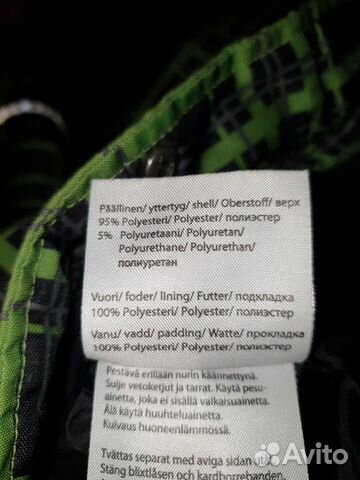 Päällinen/ yttertyg/ shell/ Oberstoff/ верх
95% Polyesteri/ Polyester/ полиэстер
5% Polyuretaani/ Polyuretan/
Polyurethane/ Polyurethan/
полиуретан
Vuori/ foder/ lining/ Futter/ подкладка
100% Polyesteri/ Polyester/ полиэстер
Vanu/ vadd/ padding/ Watte/ прокладка
100% Polyesteri/ Polyester/ полиэстер
Pestävä erillään nurin käännettynä.
Sulje vetoketjut ja tarrat. Käytä pesu-
ainetta, joka ei sisällä valkaisuainetta.
Älä käytä huuhteluainetta.
Kuivaus huoneenlämmössä.
Tvättas separat med aviga sidan
Stäng blixtlåsen och kardborrebanden.
Avito